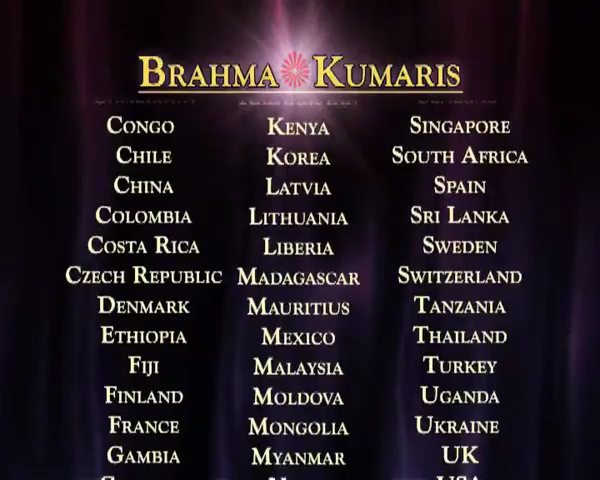 BRAHMA KUMARIS
CONGO KENYA SINGAPORE
CHILE KOREA SOUTH AFRICA
CHINA LATVIA SPAIN
COLOMBIA LITHUANIA SRI LANKA
COSTA RICA LIBERIA SWEDEN
CZECH REPUBLIC MADAGASCAR SWITZERLAND
DENMARK MAURITIUS TANZANIA
ETHIOPIA MEXICO THAILAND
FIJI MALAYSIA TURKEY
FINLAND MOLDOVA UGANDA
FRANCE MONGOLIA UKRAINE
GAMBIA MYANMAR UK